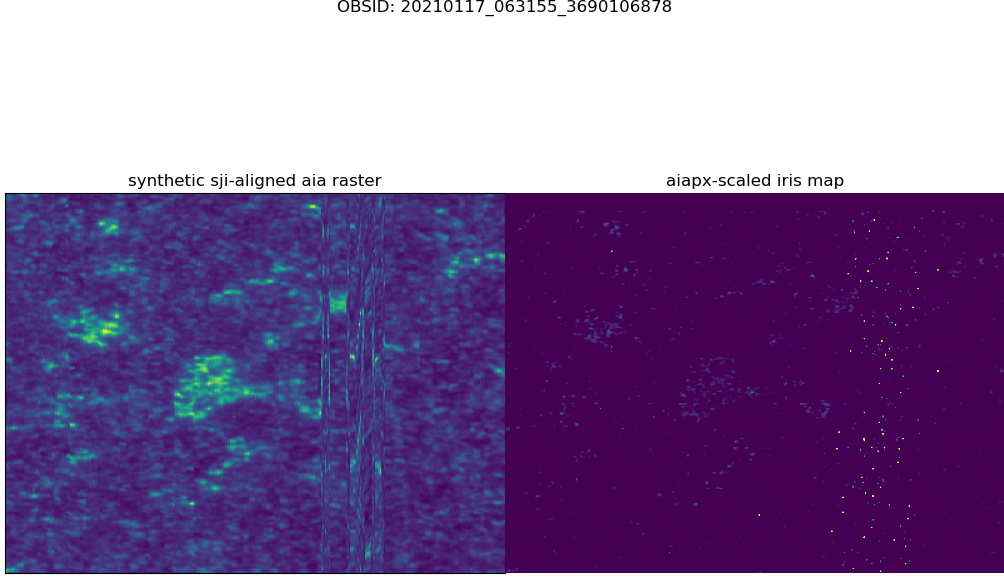 OBSID: 20210117_063155_3690106878
synthetic sji-aligned aia raster
aiapx-scaled iris map